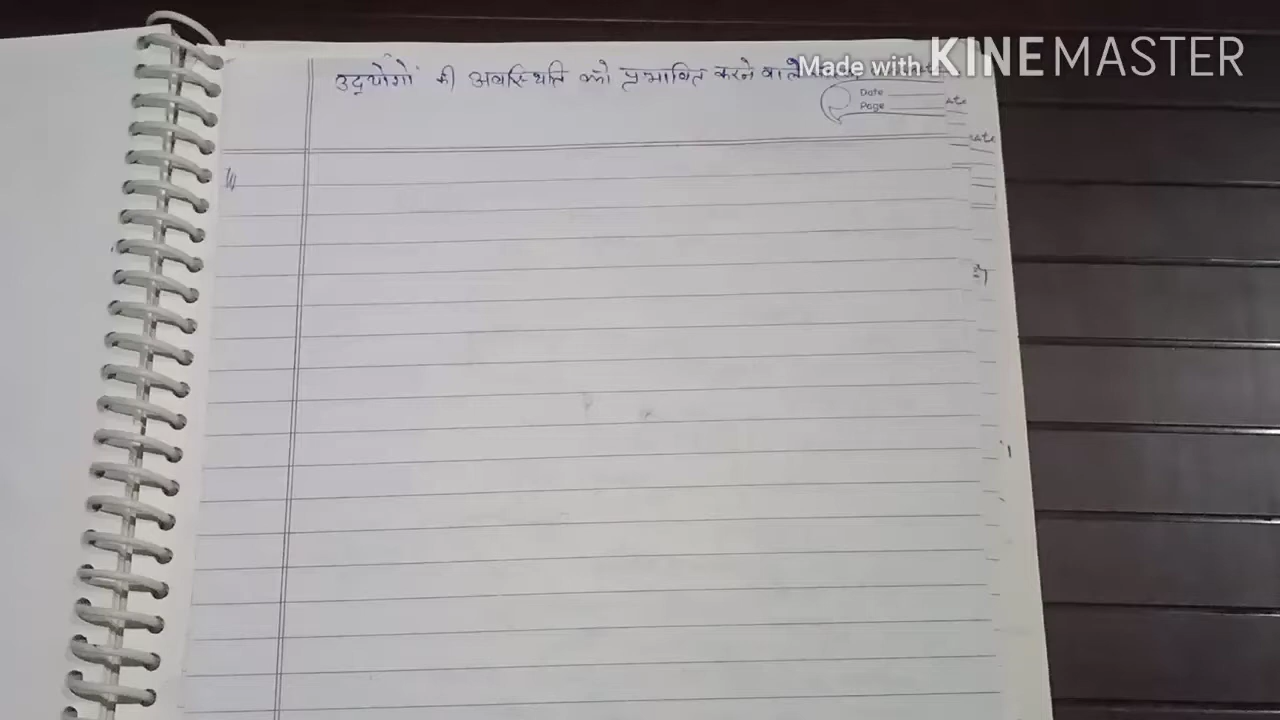 उद्योगों की अवस्थिति को प्रभावित करने वाले
Made with KINEMASTER
Date
Page